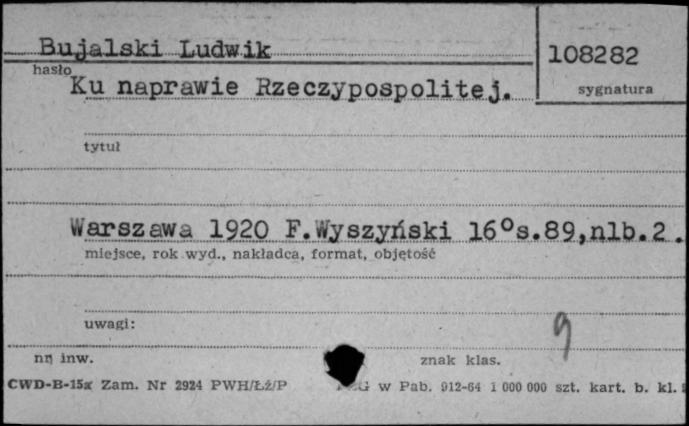 Bujalski Ludwik
108282
hasło
sygnatura
Ku naprawie Rzeczypospolitej.
tytuł
Warszawa 1920 F.Wyszyński 16°s.89,nlb.2.
miejsce, rok wyd., nakładca, format, objętość
uwagi:
9
nr inw.
znak klas.
CWD-B-15a Zam. Nr 2924 PWH/Łź/P
w Pab. 912-64 1 000 000 szt. kart. b. kl.